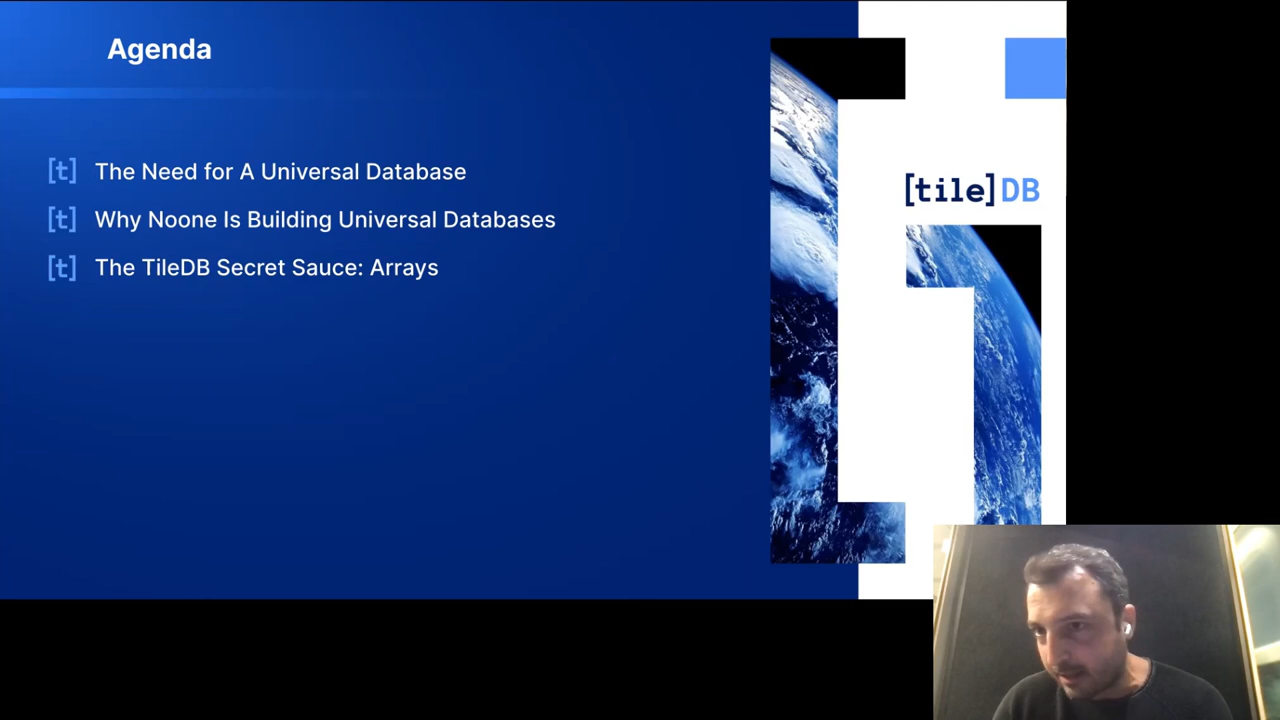 Agenda
[t] The Need for A Universal Database
[t] Why Noone Is Building Universal Databases
[t] The TileDB Secret Sauce: Arrays
[tile]DB